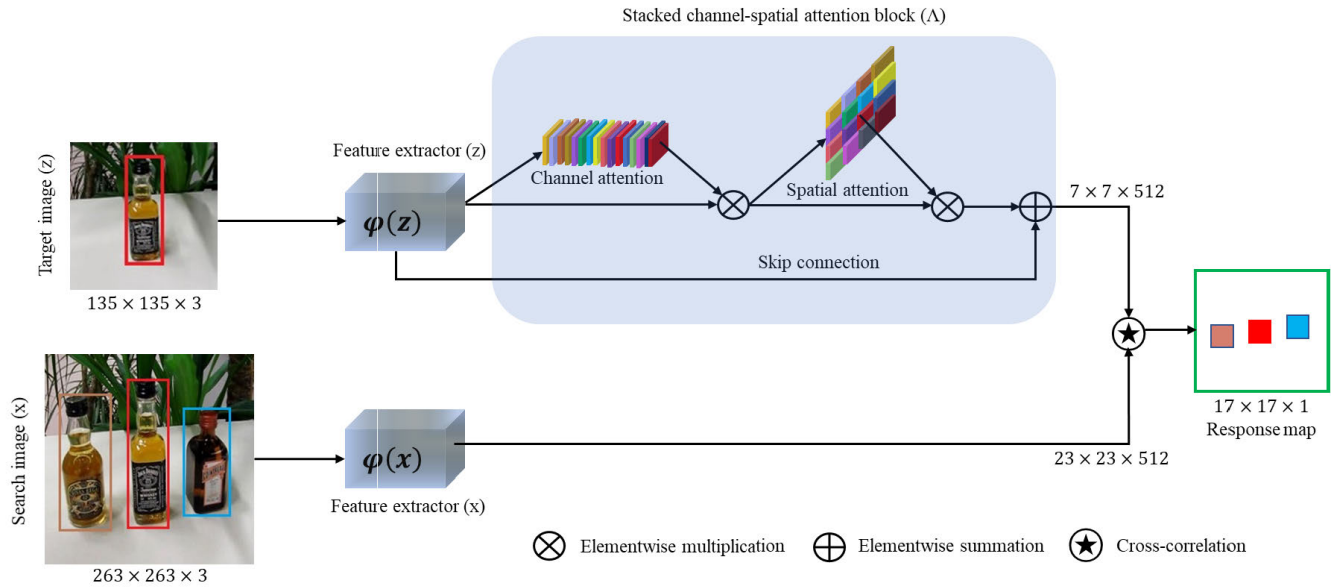 Stacked channel-spatial attention block (Λ)
Target image (z)
135 × 135 × 3
Feature extractor (z)
φ(z)
Channel attention
Spatial attention
Skip connection
7 × 7 × 512
Search image (x)
263 × 263 × 3
φ(x)
Feature extractor (x)
23 × 23 × 512
17 × 17 × 1
Response map
Elementwise multiplication
Elementwise summation
Cross-correlation